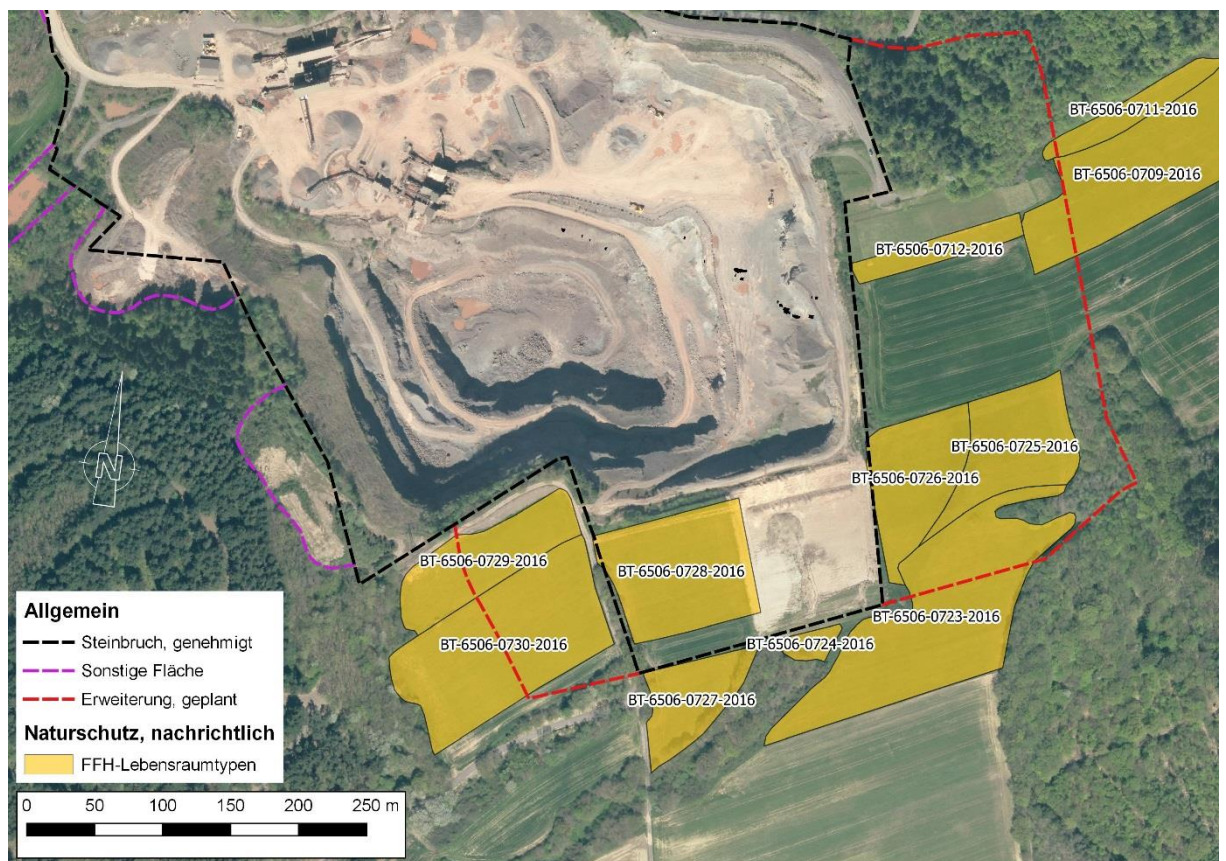 BT-6506-0711-2016
BT-6506-0709-2016
BT-6506-0712-2016
BT-6506-0725-2016
BT-6506-0726-2016
N
BT-6506-0729-2016
BT-6506-0728-2016
BT-6506-0723-2016
BT-6506-0730-2016
BT-6506-0724-2016
BT-6506-0727-2016
Allgemein
Steinbruch, genehmigt
Sonstige Fläche
Erweiterung, geplant
Naturschutz, nachrichtlich
FFH-Lebensraumtypen
0 50 100 150 200 250 m